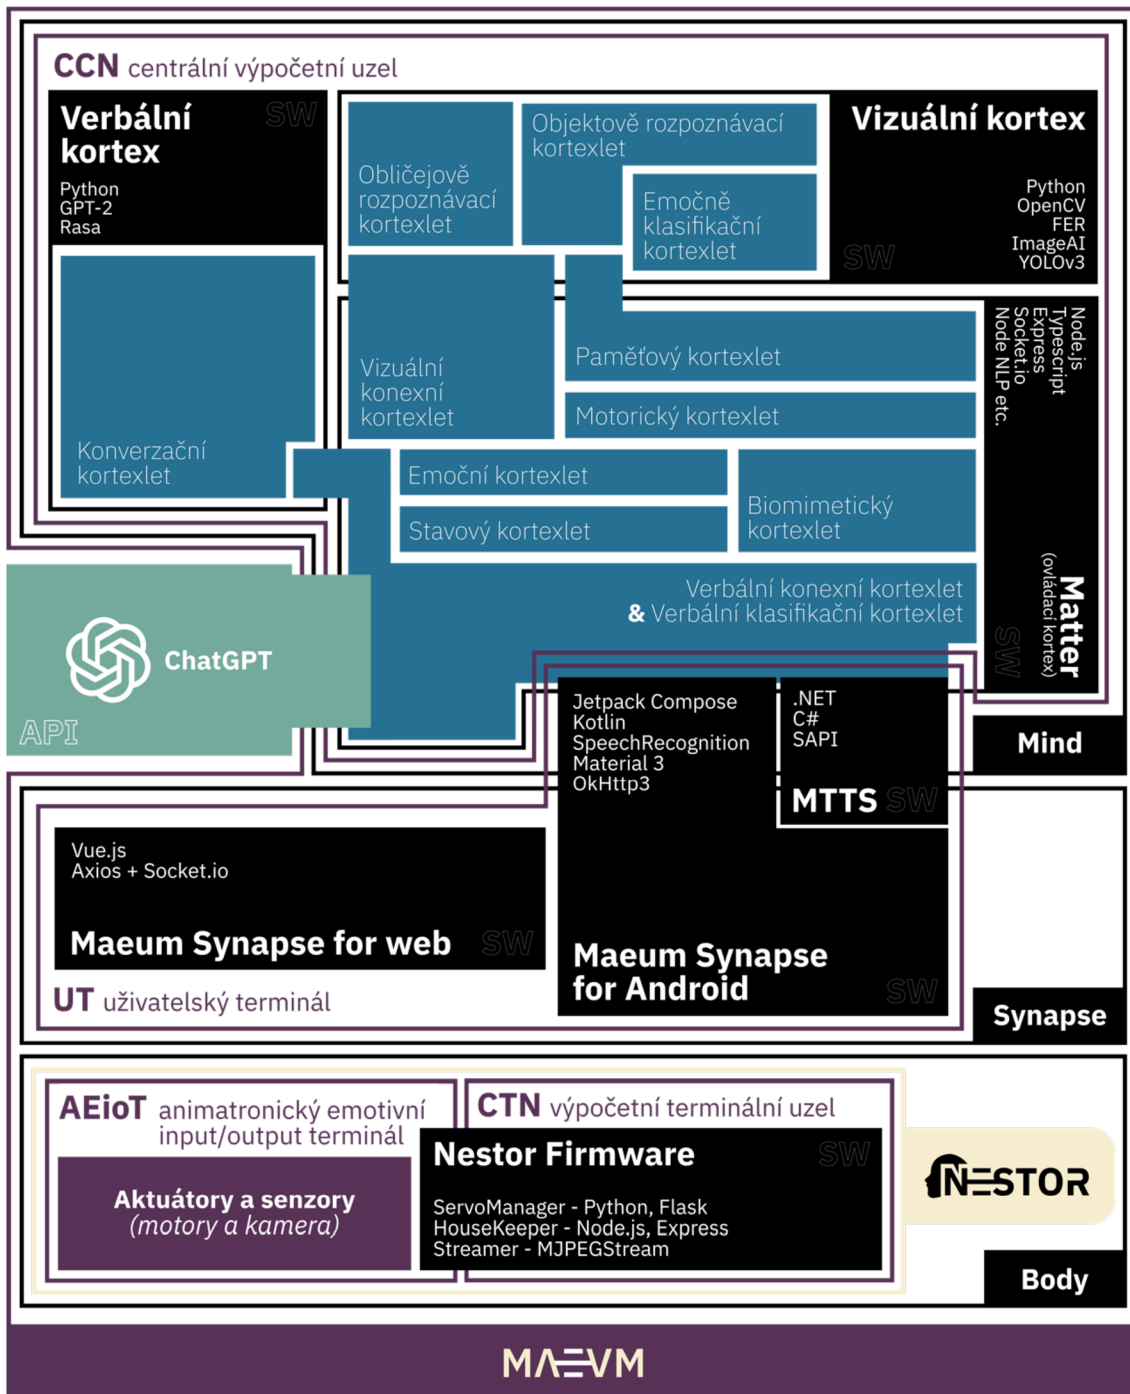 CCN centrální výpočetní uzel
Verbální
kortex
SW
Python
GPT-2
Rasa
Obličejově
rozpoznávací
kortexlet
Objektově rozpoznávací
kortexlet
Emočně
klasifikační
kortexlet
Vizuální kortex
Python
OpenCV
FER
ImageAI
YOLOv3
SW
Konverzační
kortexlet
Vizuální
konexní
kortexlet
Paměťový kortexlet
Motorický kortexlet
Emoční kortexlet
Stavový kortexlet
Biomimetický
kortexlet
Verbální konexní kortexlet
& Verbální klasifikační kortexlet
Node.js
Typescript
Express
Socket.io
Node NLP etc.
Matter
(ovládací kortex)
SW
ChatGPT
API
Mind
Jetpack Compose
Kotlin
SpeechRecognition
Material 3
OkHttp3
.NET
C#
SAPI
MTTS SW
Vue.js
Axios + Socket.io
Maeum Synapse for web SW
Maeum Synapse
for Android SW
UT uživatelský terminál
Synapse
AEioT animatronický emotivní
input/output terminál
Aktuátory a senzory
(motory a kamera)
CTN výpočetní terminální uzel
Nestor Firmware SW
ServoManager - Python, Flask
HouseKeeper - Node.js, Express
Streamer - MJPEGStream
NESTOR
Body
MAEVM